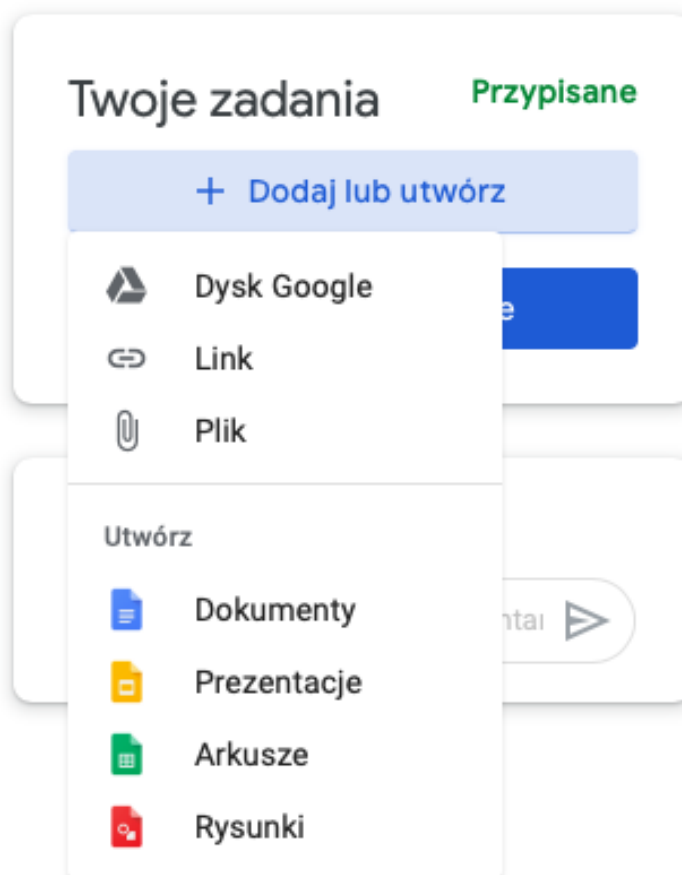 Twoje zadania
Przypisane
+ Dodaj lub utwórz
Dysk Google
Link
Plik
Utwórz
Dokumenty
Prezentacje
Arkusze
Rysunki